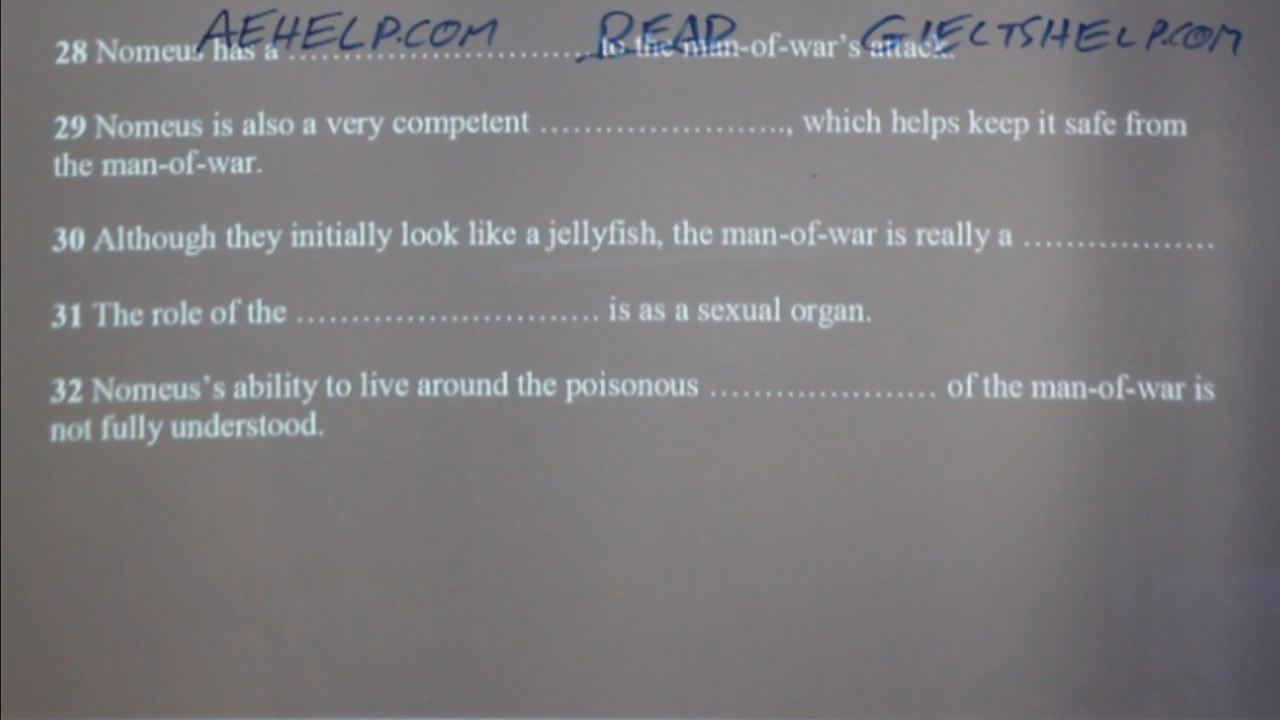 AEHELP.COM READ GIELTSHELP.COM
28 Nomeus has a ............................, to the man-of-war's attack.
29 Nomeus is also a very competent ......................, which helps keep it safe from
the man-of-war.
30 Although they initially look like a jellyfish, the man-of-war is really a ..................
31 The role of the ............................ is as a sexual organ.
32 Nomeus's ability to live around the poisonous ..................... of the man-of-war is
not fully understood.